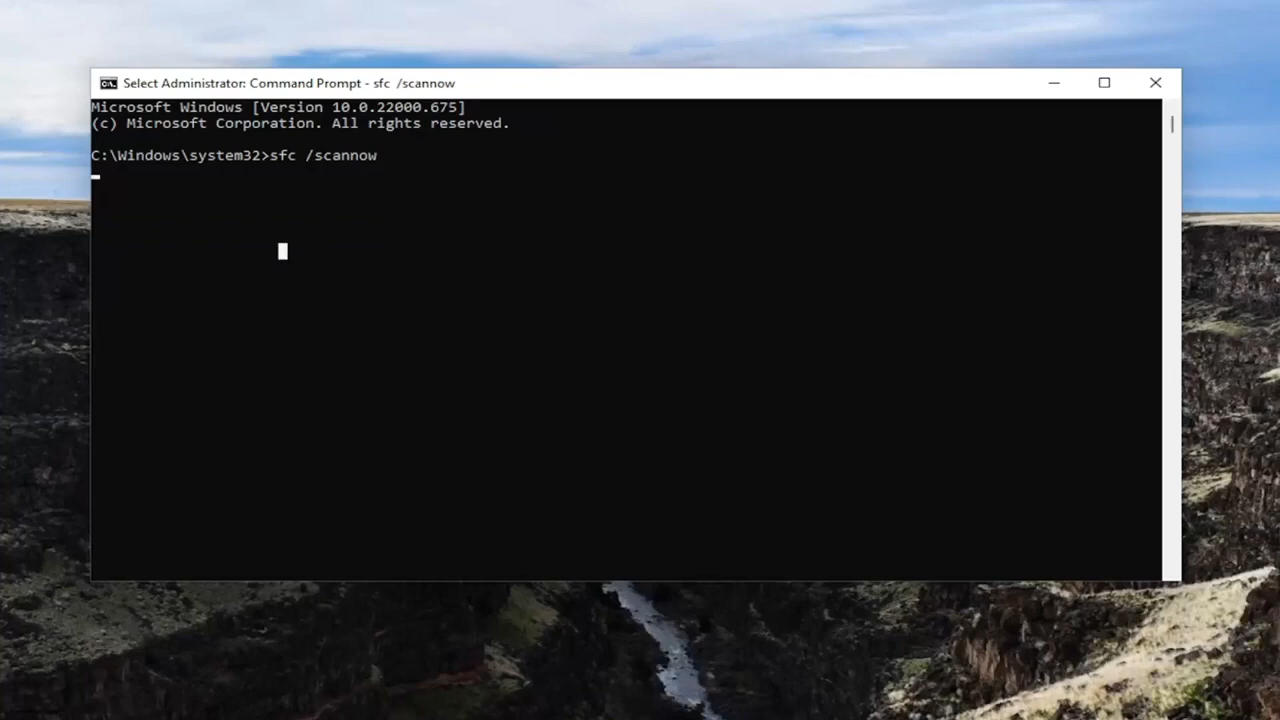 Select Administrator: Command Prompt - sfc  /scannow
Microsoft Windows [Version 10.0.22000.675]
(c) Microsoft Corporation. All rights reserved.
C:\Windows\system32>sfc /scannow